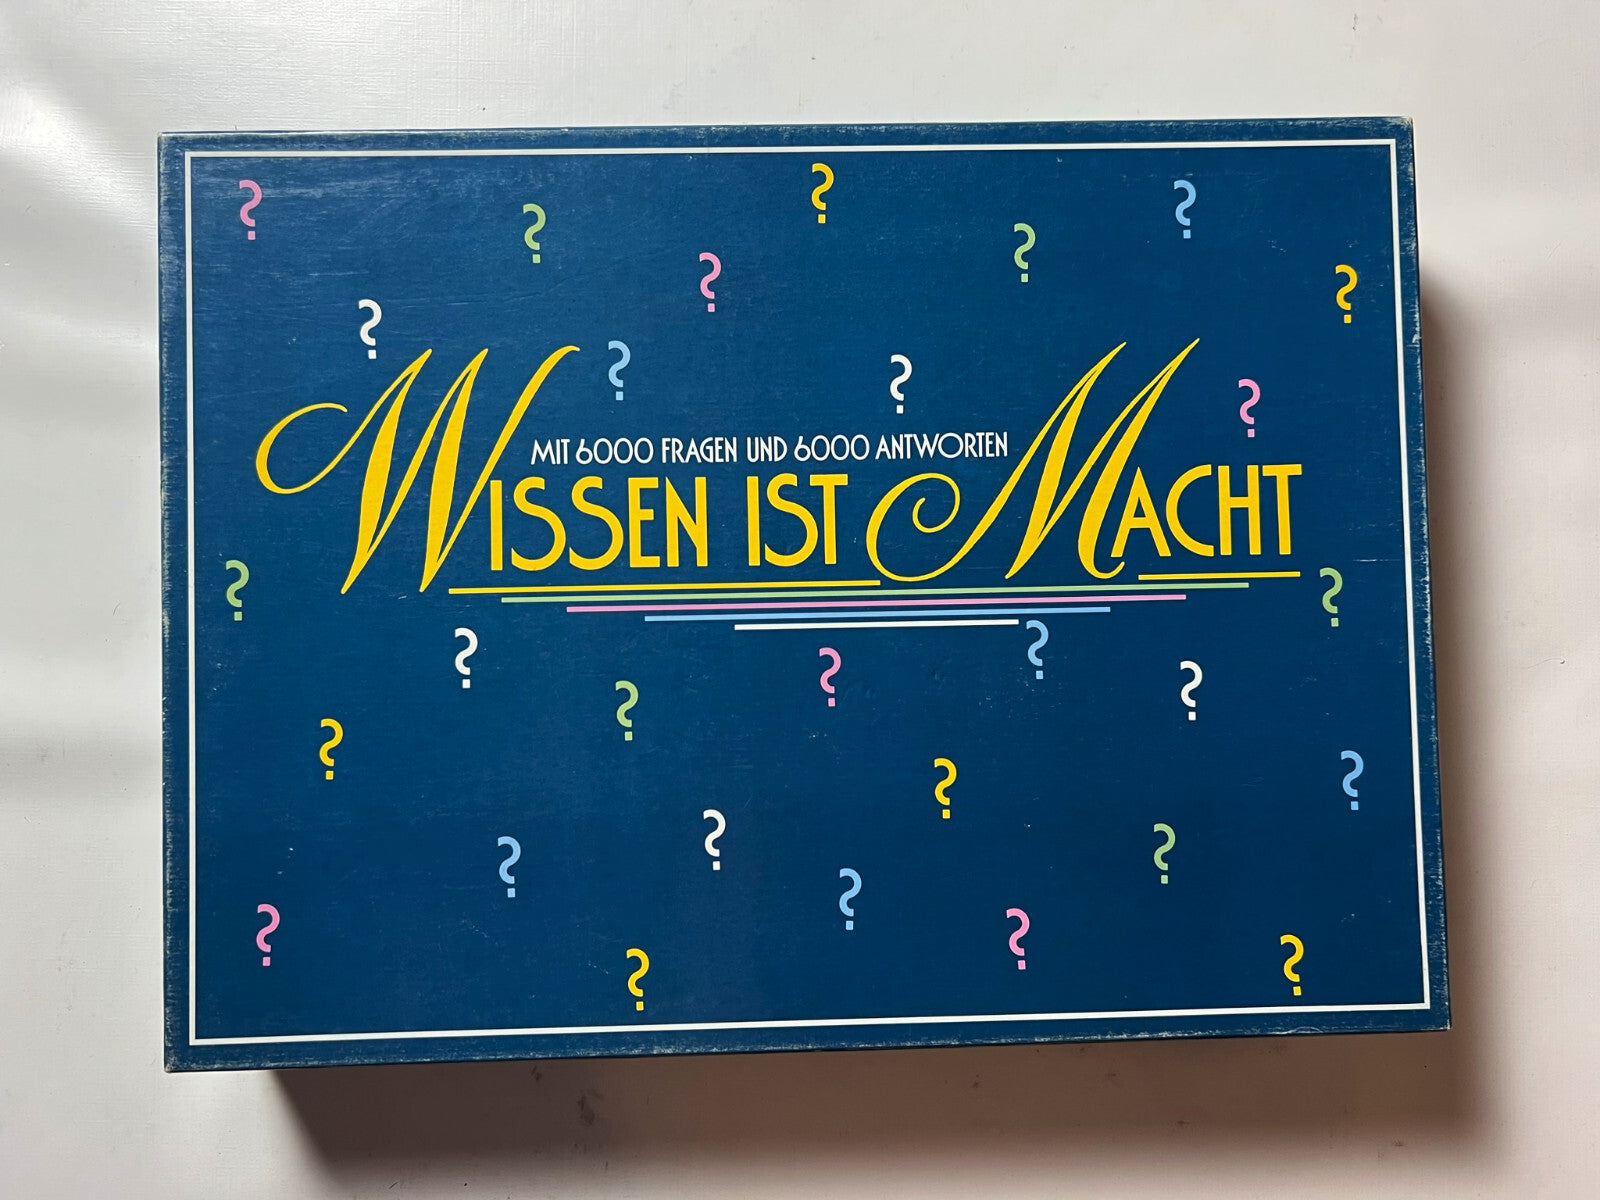 MIT 6000 FRAGEN UND 6000 ANTWORTEN
WISSEN IST MACHT